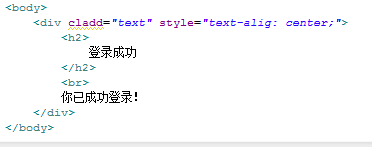 <body>
<div cladd="text" style="text-alig: center;">
<h2>
登录成功
</h2>
<br>
你已成功登录!
</div>
</body>